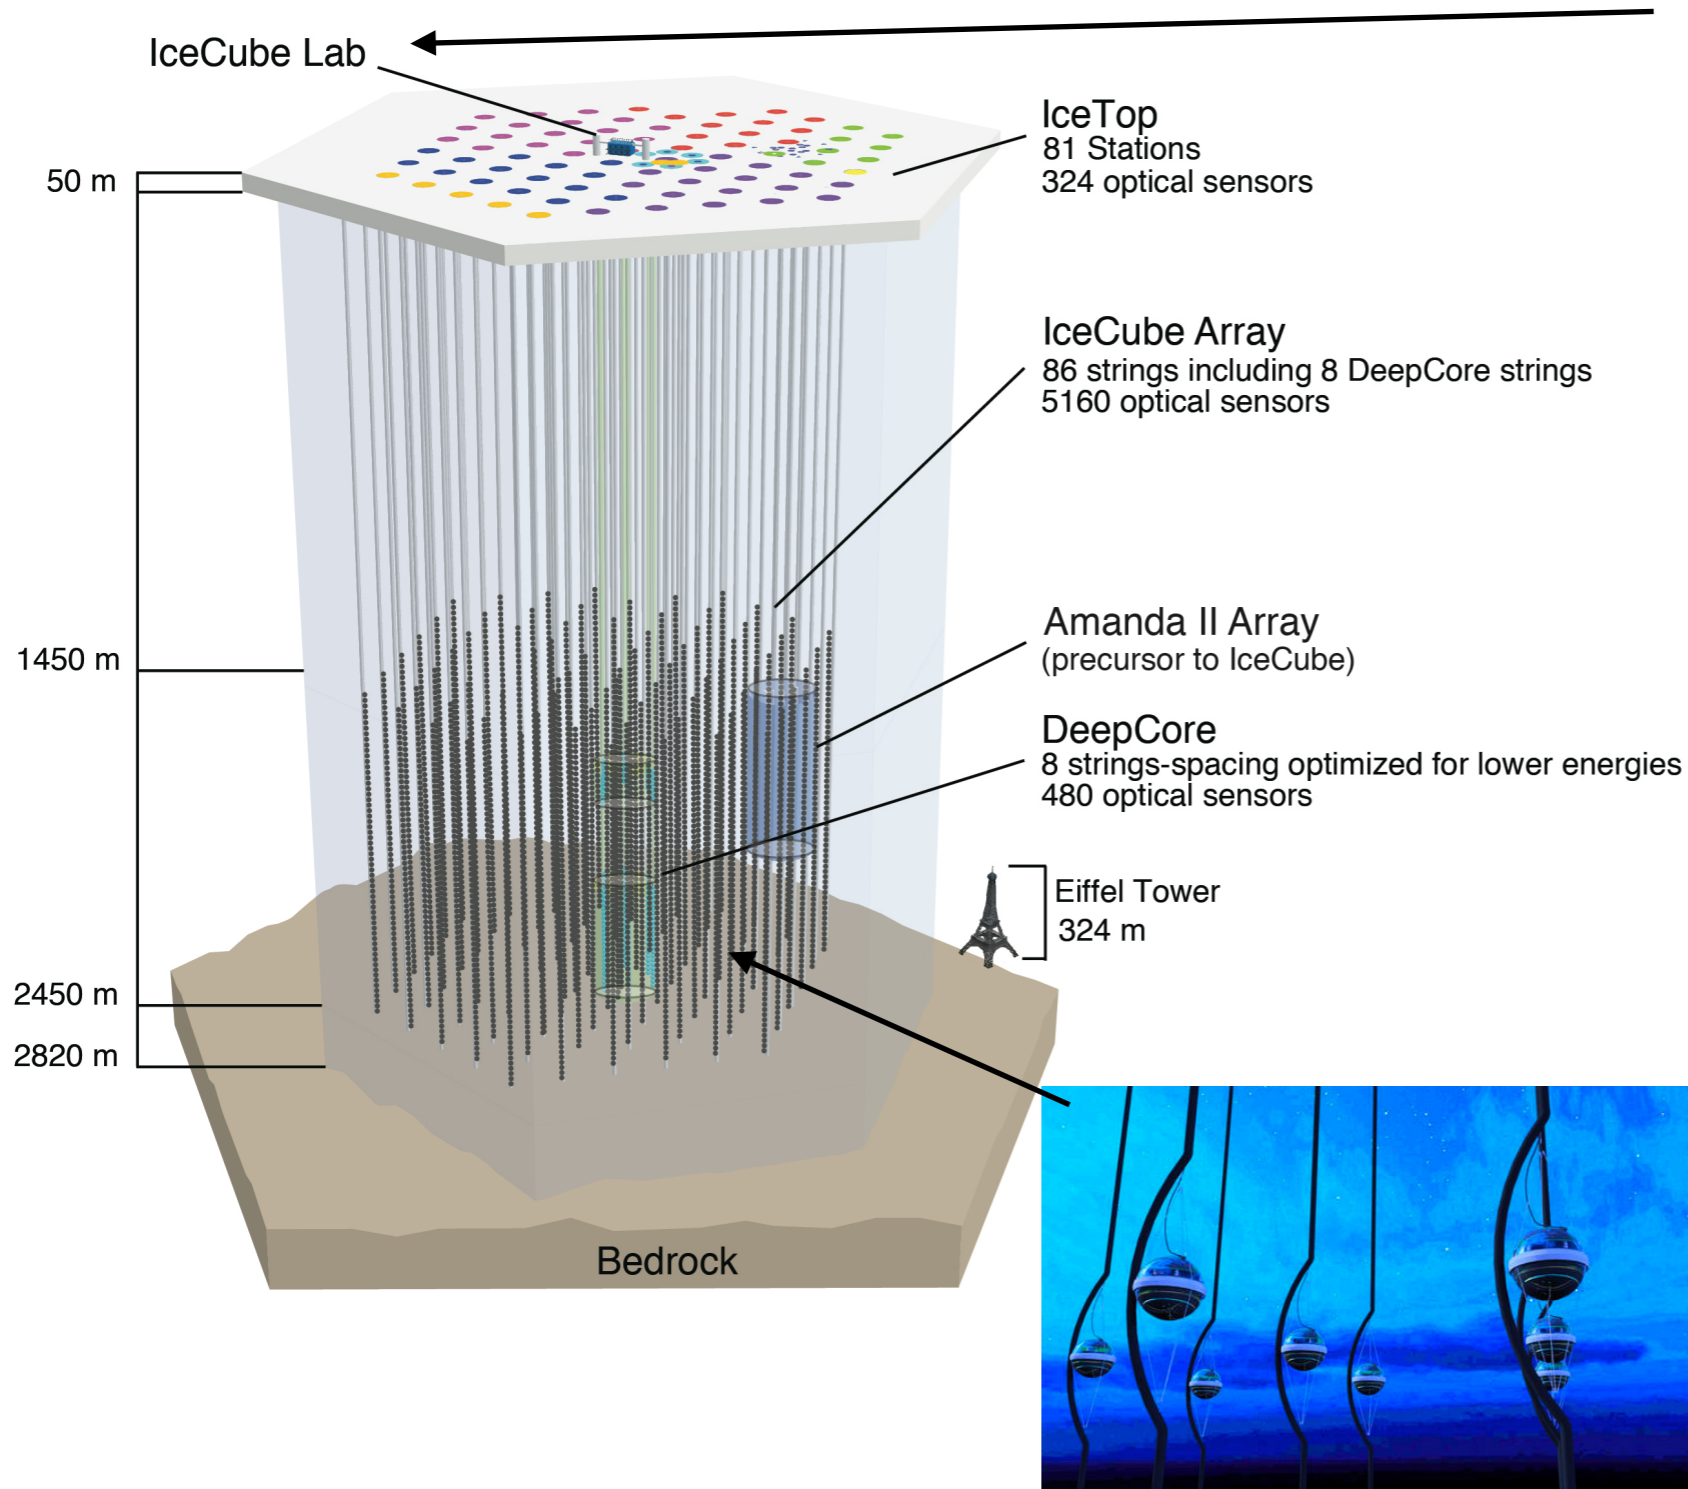 IceCube Lab
IceTop
81 Stations
324 optical sensors
50 m
IceCube Array
86 strings including 8 DeepCore strings
5160 optical sensors
Amanda II Array
(precursor to IceCube)
1450 m
DeepCore
8 strings-spacing optimized for lower energies
480 optical sensors
Eiffel Tower
324 m
2450 m
2820 m
Bedrock